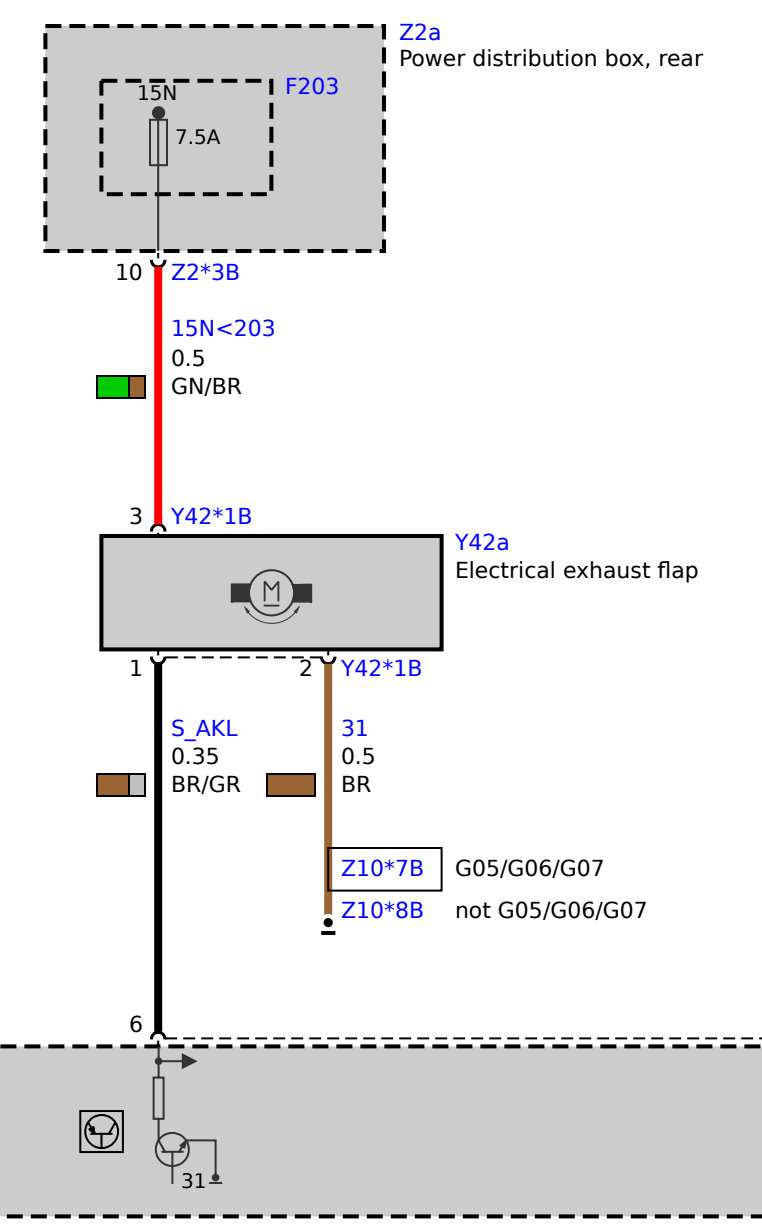 Z2a
Power distribution box, rear
F203
15N
7.5A
10 Z2*3B
15N<203
0.5
GN/BR
3 Y42*1B
Y42a
Electrical exhaust flap
M
1 2 Y42*1B
S_AKL 31
0.35 0.5
BR/GR BR
Z10*7B G05/G06/G07
Z10*8B not G05/G06/G07
6
31